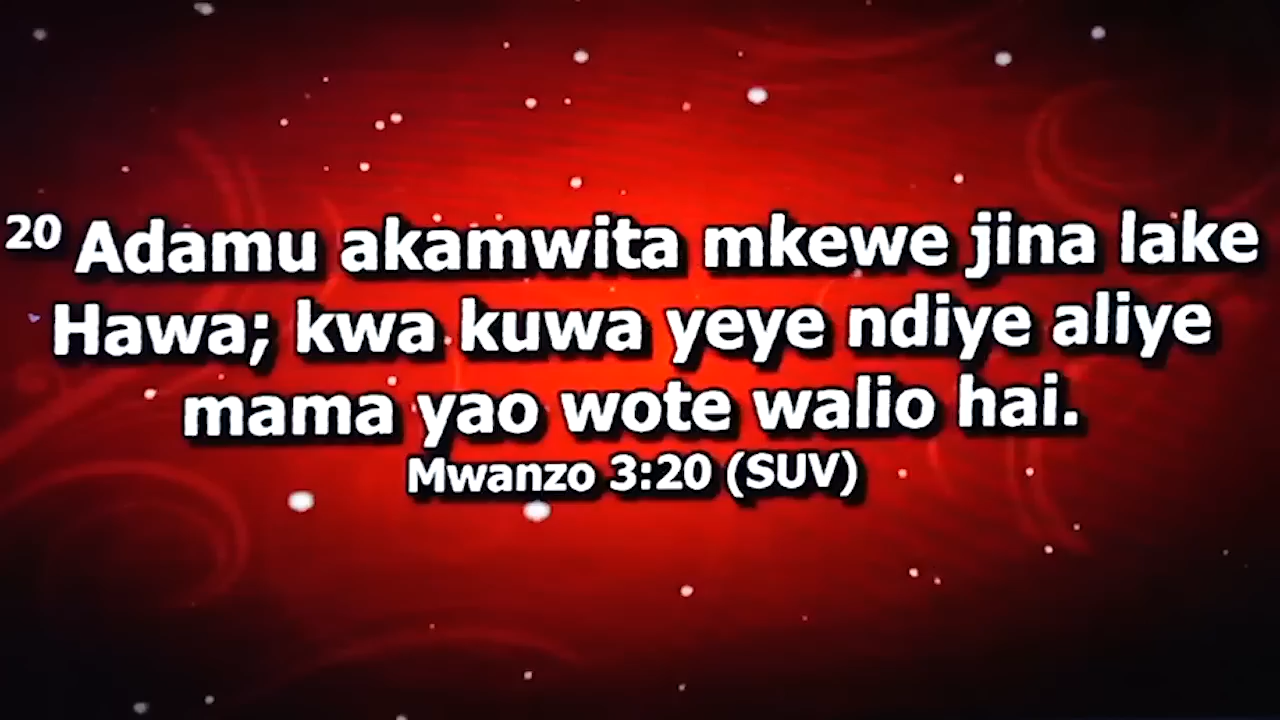 20 Adamu akamwita mkewe jina lake
Hawa; kwa kuwa yeye ndiye aliye
mama yao wote walio hai.
Mwanzo 3:20 (SUV)